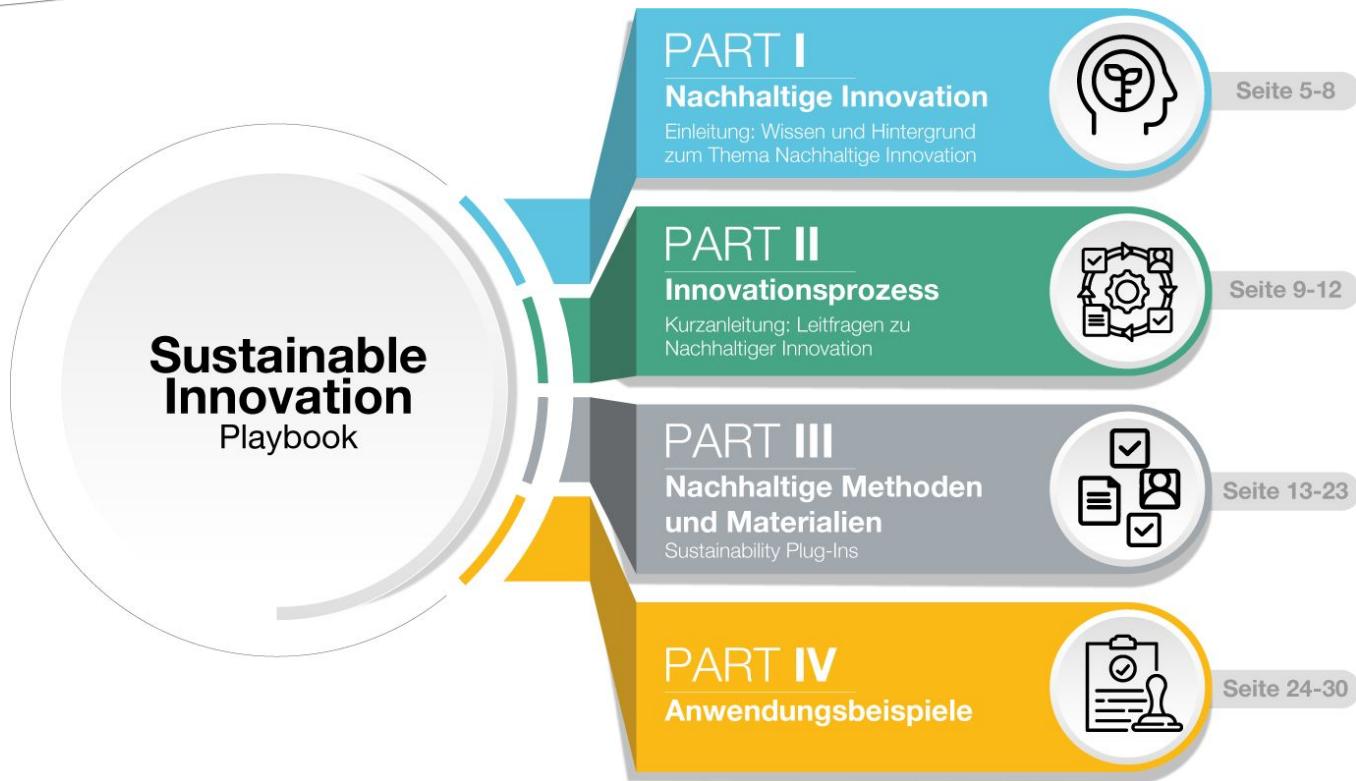 Sustainable
Innovation
Playbook
PART I
Nachhaltige Innovation
Einleitung: Wissen und Hintergrund
zum Thema Nachhaltige Innovation
Seite 5-8
PART II
Innovationsprozess
Kurzanleitung: Leitfragen zu
Nachhaltiger Innovation
Seite 9-12
PART III
Nachhaltige Methoden
und Materialien
Sustainability Plug-Ins
Seite 13-23
PART IV
Anwendungsbeispiele
Seite 24-30